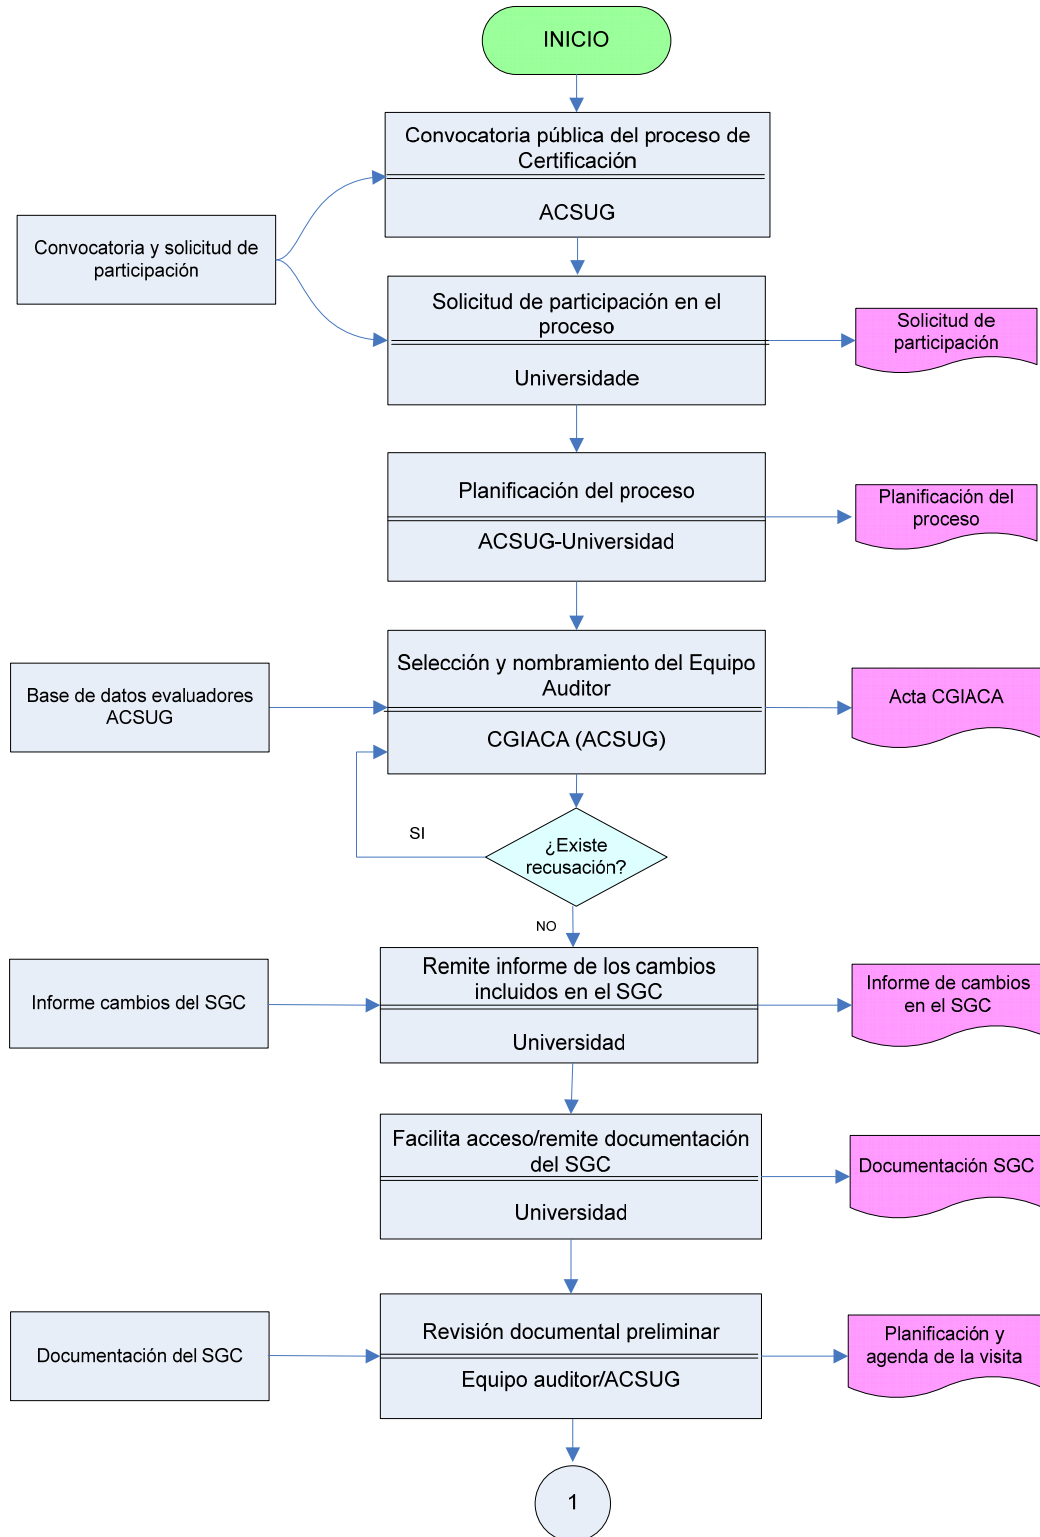 INICIO
Convocatoria pública del proceso de
Certificación
ACSUG
Convocatoria y solicitud de
participación
Solicitud de participación en el
proceso
Universidade
Solicitud de
participación
Planificación del proceso
ACSUG-Universidad
Planificación del
proceso
Base de datos evaluadores
ACSUG
Selección y nombramiento del Equipo
Auditor
CGIACA (ACSUG)
Acta CGIACA
SI
¿Existe
recusación?
NO
Informe cambios del SGC
Remite informe de los cambios
incluidos en el SGC
Universidad
Informe de cambios
en el SGC
Facilita acceso/remite documentación
del SGC
Universidad
Documentación SGC
Documentación del SGC
Revisión documental preliminar
Equipo auditor/ACSUG
Planificación y
agenda de la visita
1